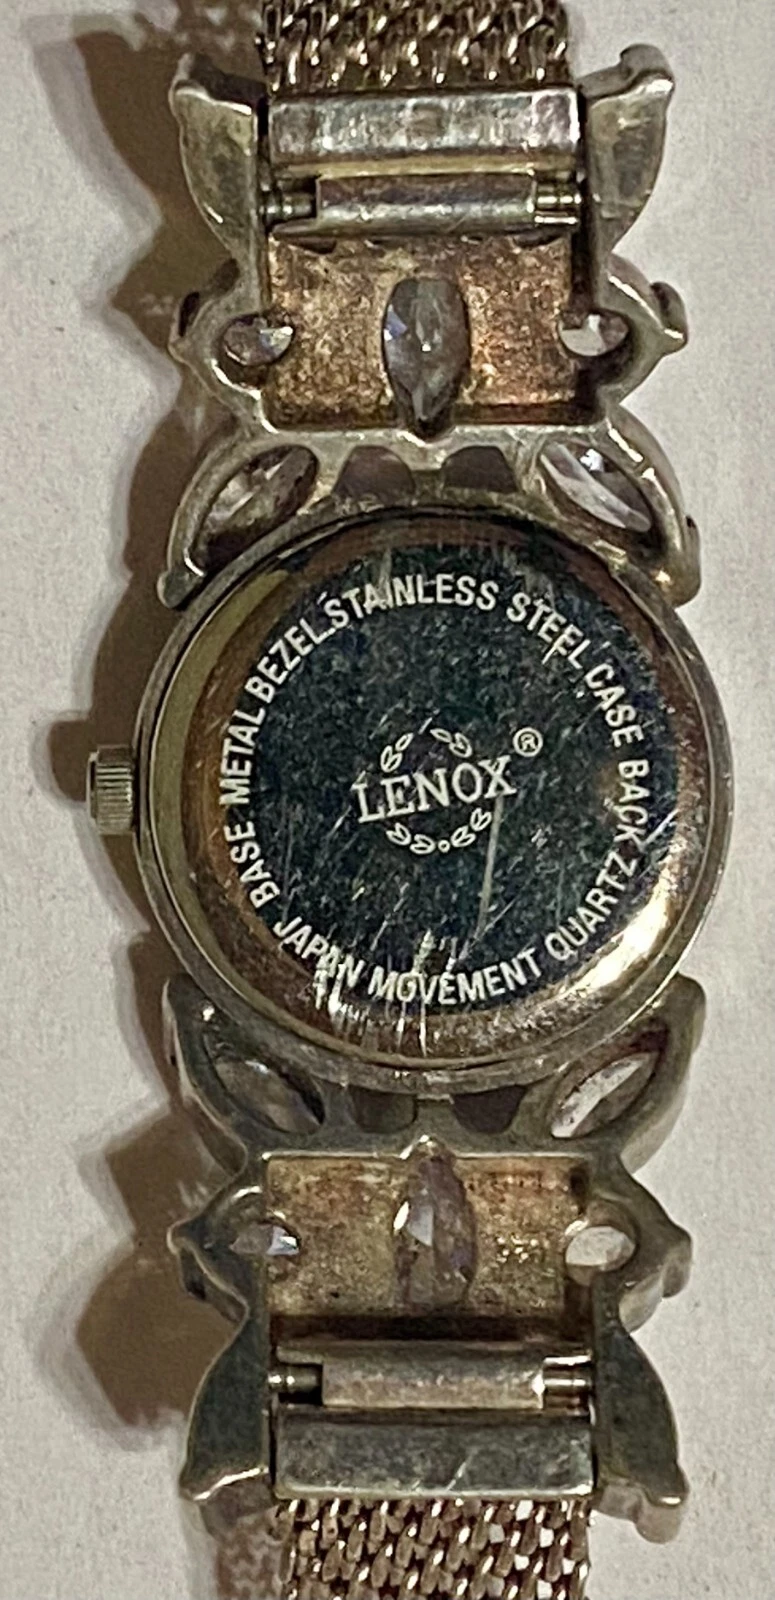 BASE METAL BEZEL.STAINLESS STEEL CASE BACK
LENOX®
JAPAN MOVEMENT QUARTZ